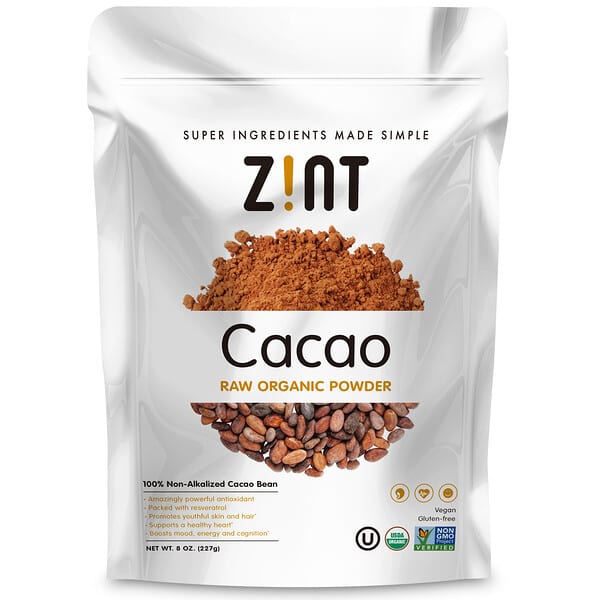 SUPER INGREDIENTS MADE SIMPLE
Z!NT
Cacao
RAW ORGANIC POWDER
100% Non-Alkalized Cacao Bean
• Amazingly powerful antioxidant
• Packed with resveratrol
• Promotes youthful skin and hair*
• Supports a healthy heart*
• Boosts mood, energy and cognition*
NET WT. 8 OZ. (227g)
Vegan
Gluten-free
U
USDA
ORGANIC
NON
GMO
Project
VERIFIED